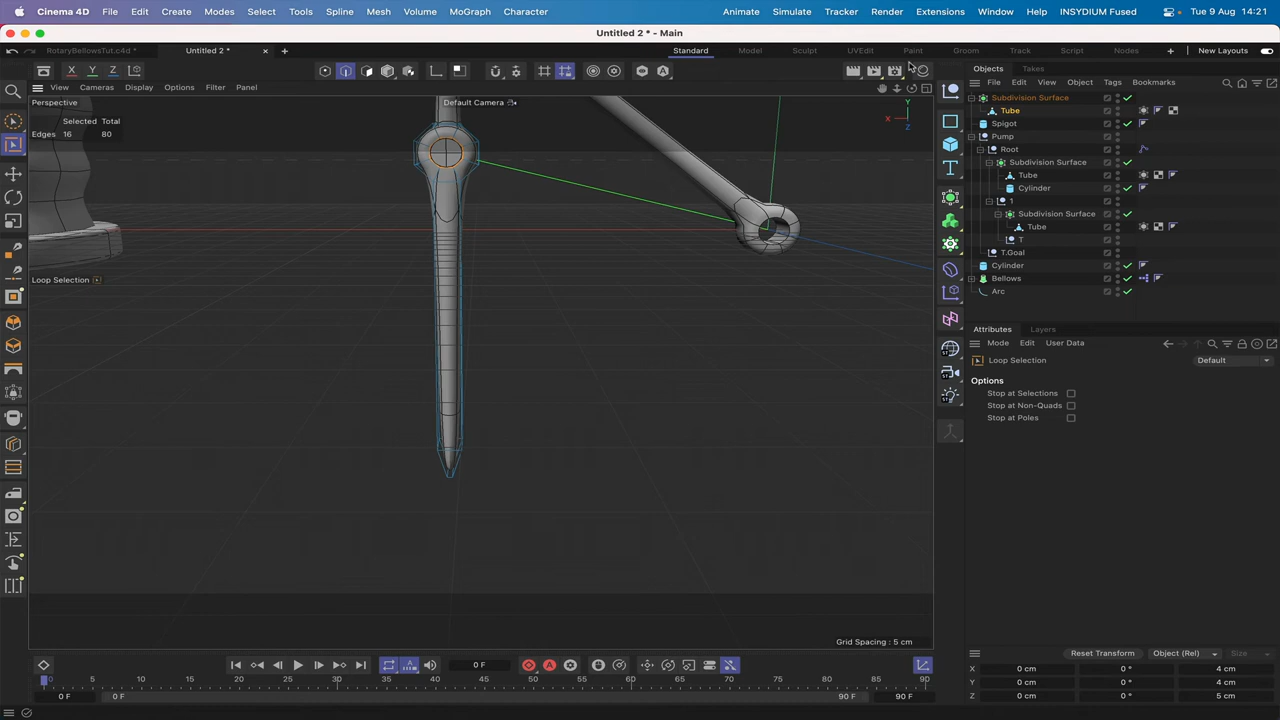 Cinema 4D File Edit Create Modes Select Tools Spline Mesh Volume MoGraph Character Animate Simulate Tracker Render Extensions Window Help INSYDIUM Fused Tue 9 Aug 14:21
Untitled 2 * - Main
RotaryBellowsTut.c4d * Untitled 2 * Standard Model Sculpt UVEdit Paint Groom Track Script Nodes New Layouts
Objects Takes
View Cameras Display Options Filter Panel
File Edit View Object Tags Bookmarks
Perspective Default Camera
Subdivision Surface
Selected Total
Tube
Y
X
Z
Edges 16 80
Spigot
Pump
Root
Subdivision Surface
Tube
Cylinder
1
Subdivision Surface
Tube
T
T.Goal
Cylinder
Loop Selection
Bellows
Arc
Attributes Layers
Mode Edit User Data
Loop Selection Default
Options
Stop at Selections
Stop at Non-Quads
Stop at Poles
Grid Spacing : 5 cm
Reset Transform Object (Rel) Size
0 F
X 0 cm 0 ° 4 cm
0 5 10 15 20 25 30 35 40 45 50 55 60 65 70 75 80 85 90
Y 0 cm 0 ° 4 cm
0 F 0 F 90 F 90 F
Z 0 cm 0 ° 5 cm